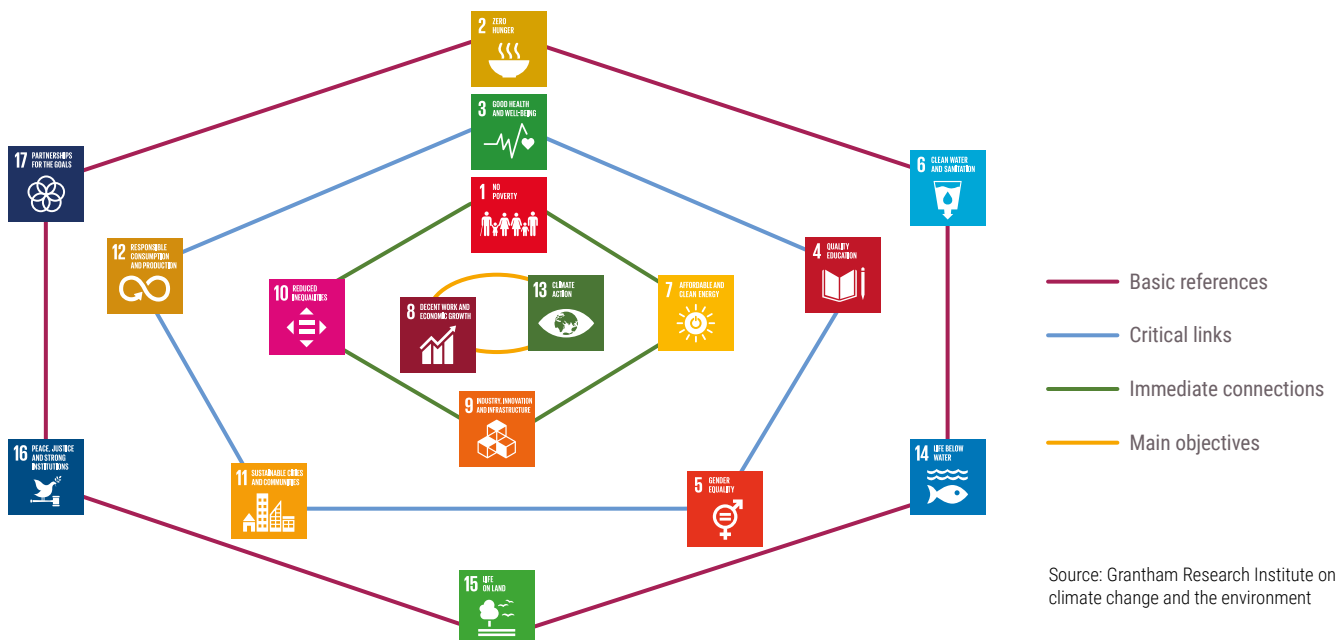 2 ZERO
HUNGER
3 GOOD HEALTH
AND WELL-BEING
17 PARTNERSHIPS
FOR THE GOALS
6 CLEAN WATER
AND SANITATION
1 NO
POVERTY
12 RESPONSIBLE
CONSUMPTION
AND PRODUCTION
4 QUALITY
EDUCATION
10 REDUCED
INEQUALITIES
8 DECENT WORK AND
ECONOMIC GROWTH
13 CLIMATE
ACTION
7 AFFORDABLE AND
CLEAN ENERGY
9 INDUSTRY, INNOVATION
AND INFRASTRUCTURE
16 PEACE, JUSTICE
AND STRONG
INSTITUTIONS
11 SUSTAINABLE CITIES
AND COMMUNITIES
5 GENDER
EQUALITY
14 LIFE BELOW
WATER
15 LIFE
ON LAND
Basic references
Critical links
Immediate connections
Main objectives
Source: Grantham Research Institute on
climate change and the environment